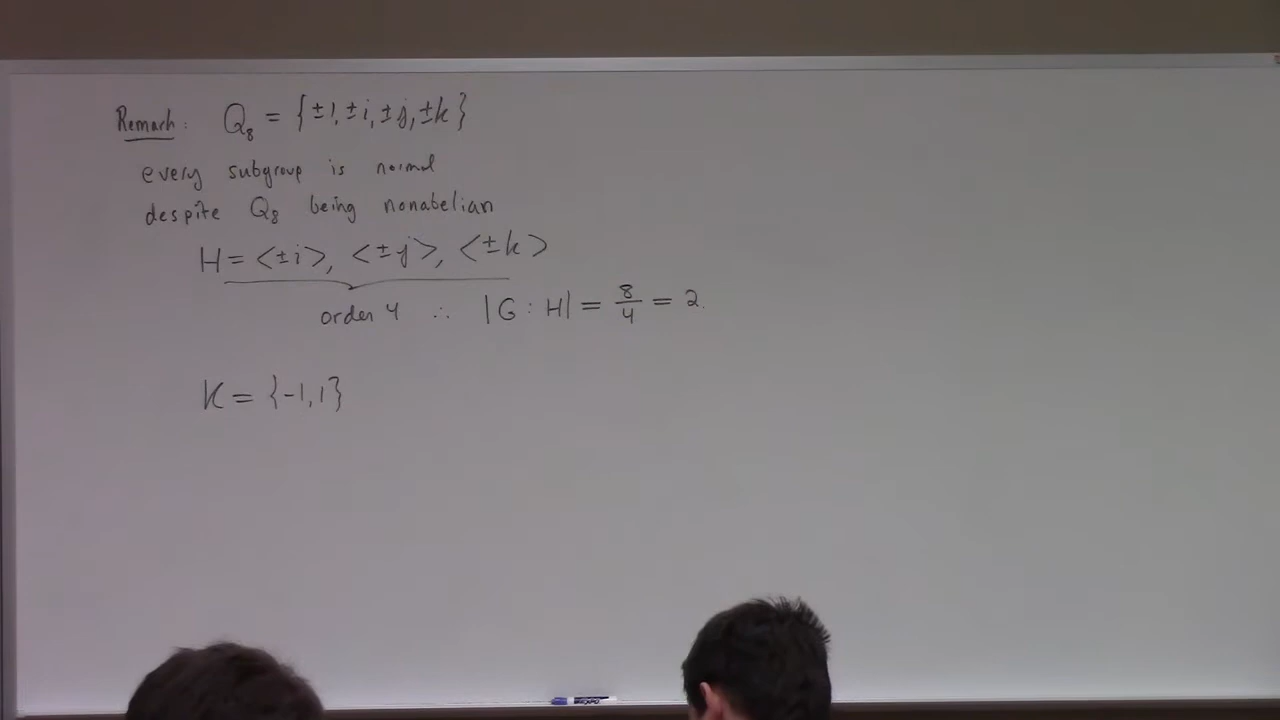 Remark: Q₈ = {±1, ±i, ±j, ±k}
every subgroup is normal
despite Q₈ being nonabelian
H = <±i>, <±j>, <±k>
order 4 ∴ |G : H| = 8/4 = 2.
K = {-1, 1}